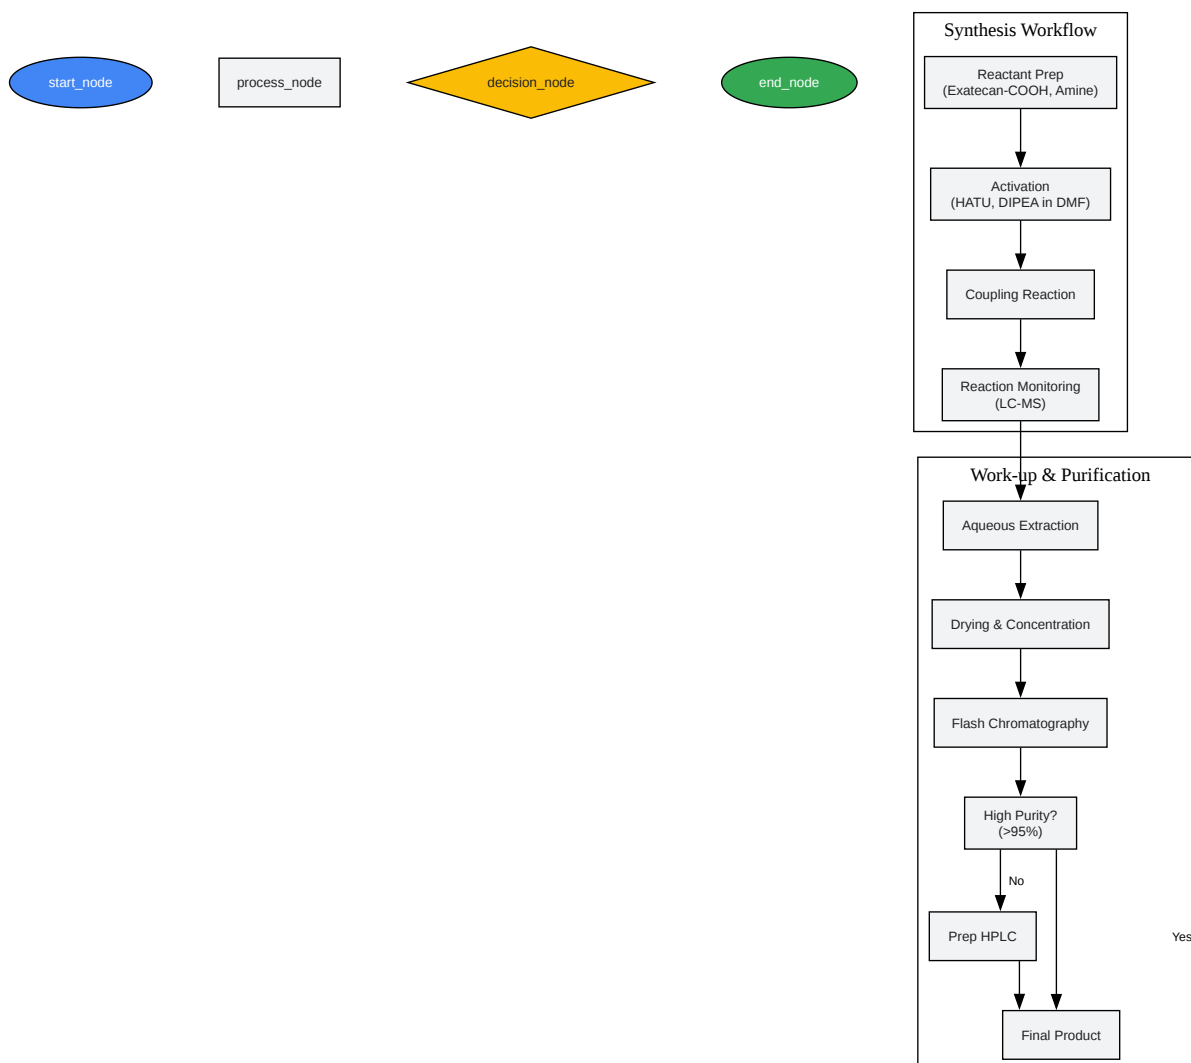 Synthesis Workflow
start_node
process_node
decision_node
end_node
Reactant Prep
(Exatecan-COOH, Amine)
Activation
(HATU, DIPEA in DMF)
Coupling Reaction
Reaction Monitoring
(LC-MS)
Work-up & Purification
Aqueous Extraction
Drying & Concentration
Flash Chromatography
High Purity?
(>95%)
No
Prep HPLC
Yes
Final Product